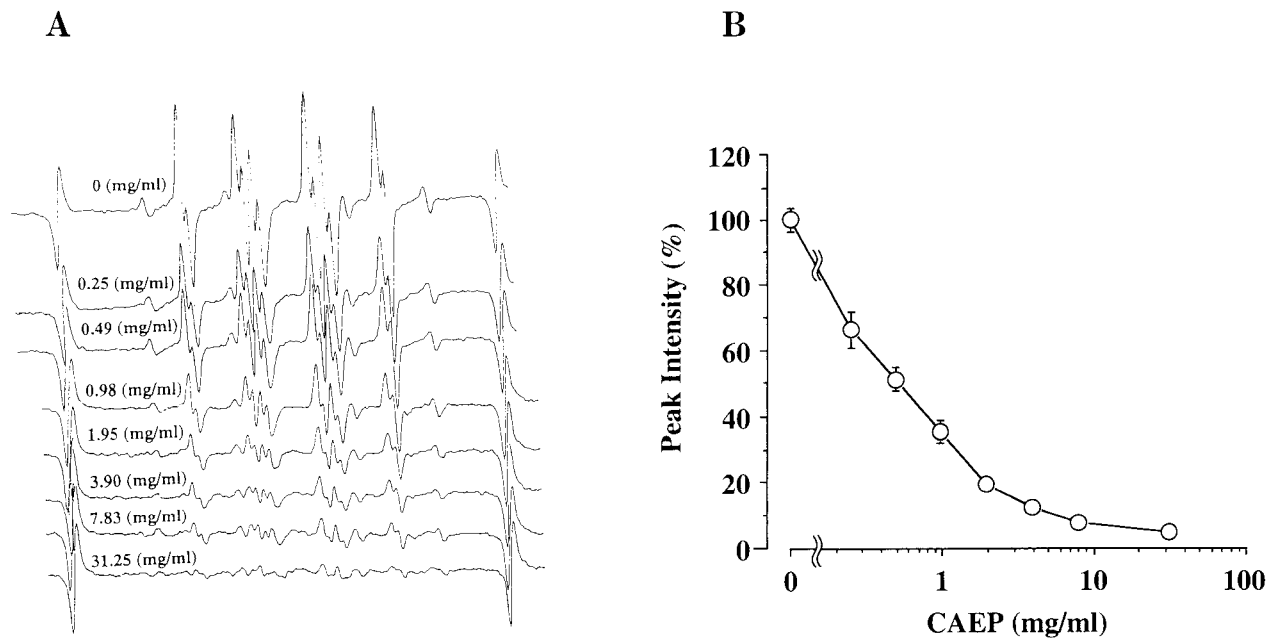 A
0 (mg/ml)
0.25 (mg/ml)
0.49 (mg/ml)
0.98 (mg/ml)
1.95 (mg/ml)
3.90 (mg/ml)
7.83 (mg/ml)
31.25 (mg/ml)
B
Peak Intensity (%)
120
100
80
60
40
20
0
0 1 10 100
CAEP (mg/ml)